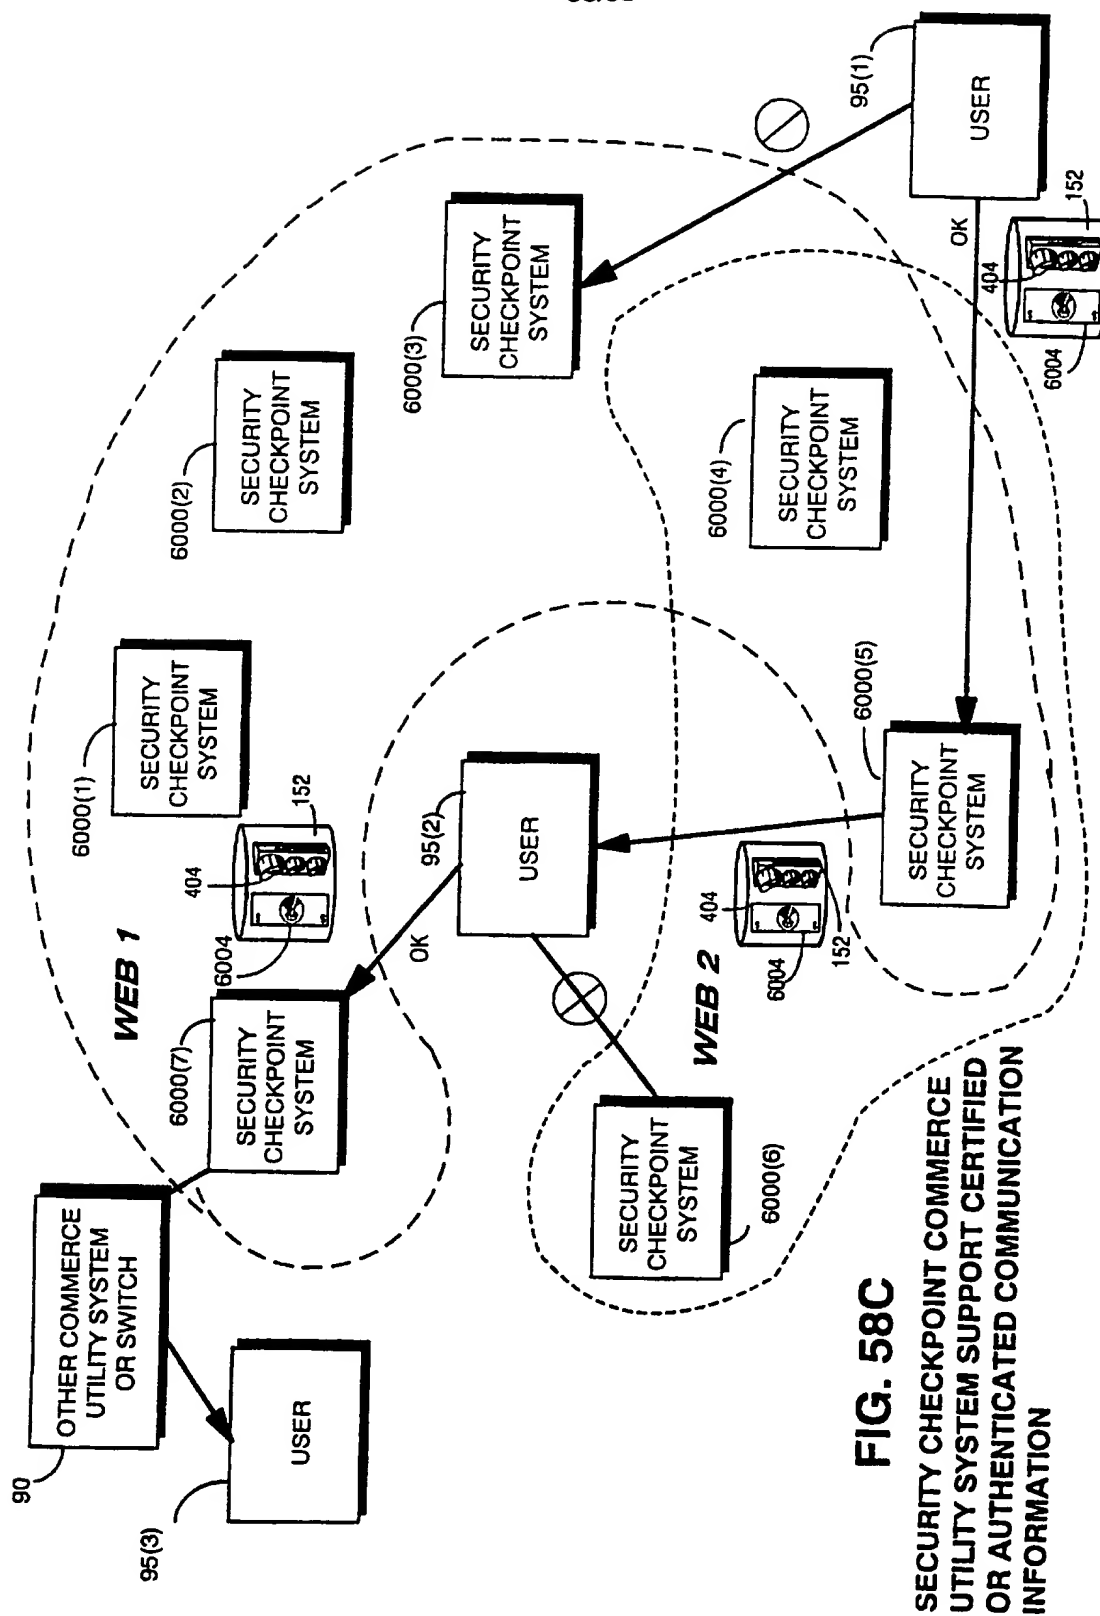 90
OTHER COMMERCE
UTILITY SYSTEM
OR SWITCH
95(3)
USER
6000(7)
SECURITY
CHECKPOINT
SYSTEM
WEB 1
404
152
6004
6000(1)
SECURITY
CHECKPOINT
SYSTEM
6000(2)
SECURITY
CHECKPOINT
SYSTEM
6000(3)
SECURITY
CHECKPOINT
SYSTEM
95(1)
USER
OK
95(2)
USER
OK
404
152
6004
6000(4)
SECURITY
CHECKPOINT
SYSTEM
6000(5)
SECURITY
CHECKPOINT
SYSTEM
WEB 2
404
6004
152
SECURITY
CHECKPOINT
SYSTEM
6000(6)
FIG. 58C
SECURITY CHECKPOINT COMMERCE
UTILITY SYSTEM SUPPORT CERTIFIED
OR AUTHENTICATED COMMUNICATION
INFORMATION